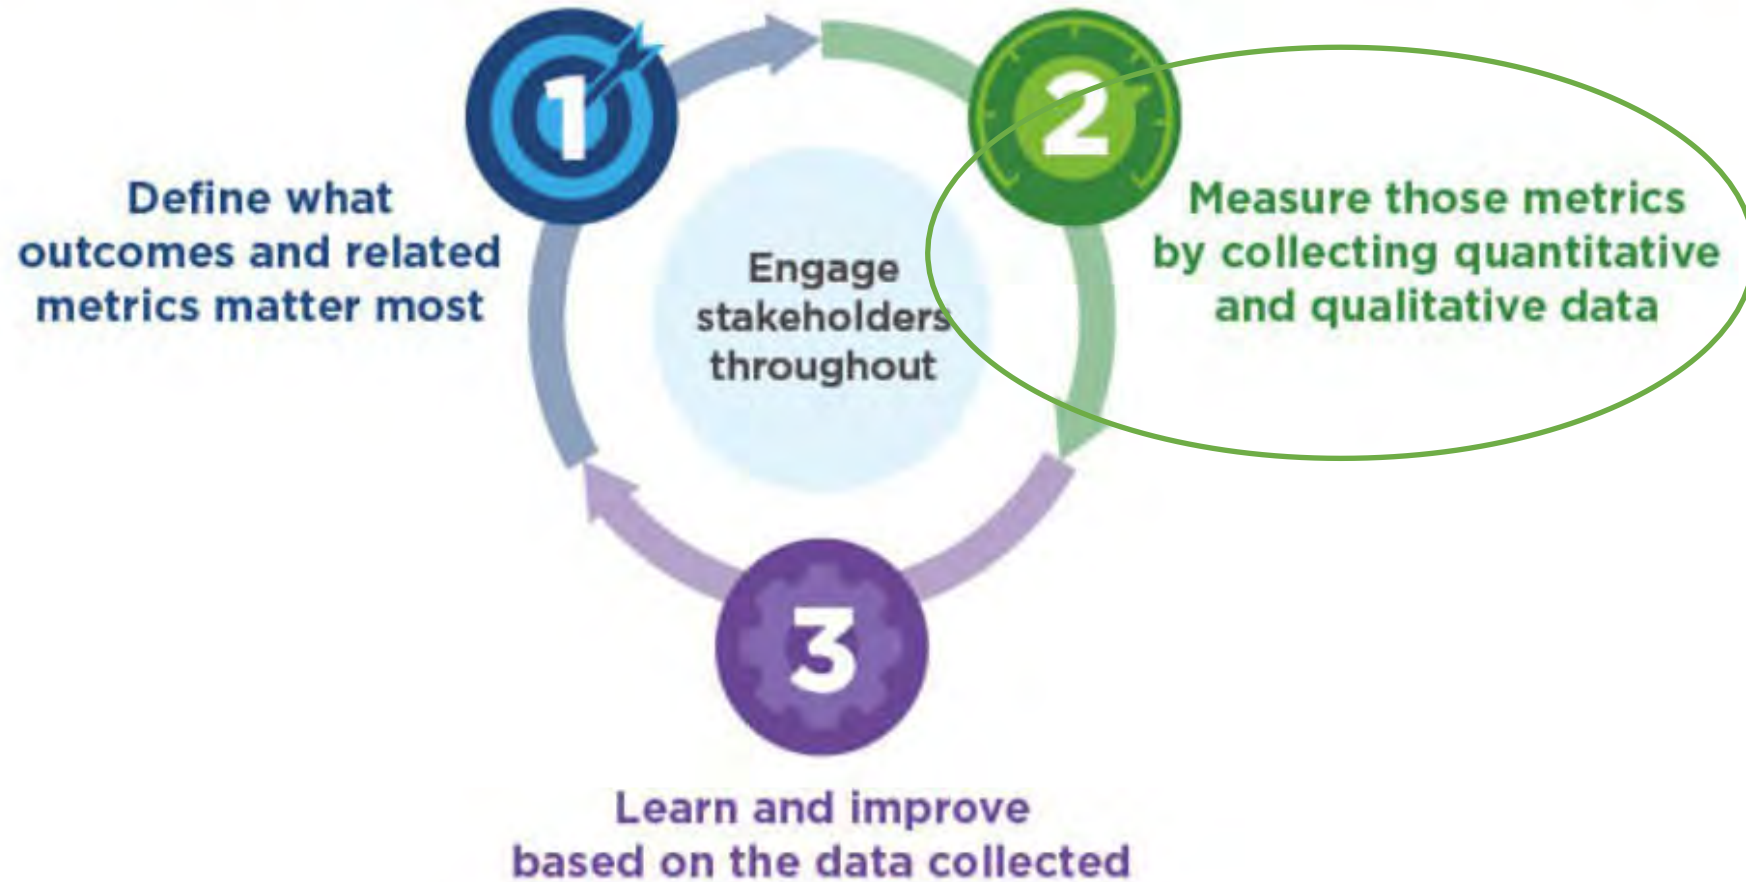 1
Define what
outcomes and related
metrics matter most
2
Measure those metrics
by collecting quantitative
and qualitative data
Engage
stakeholders
throughout
3
Learn and improve
based on the data collected